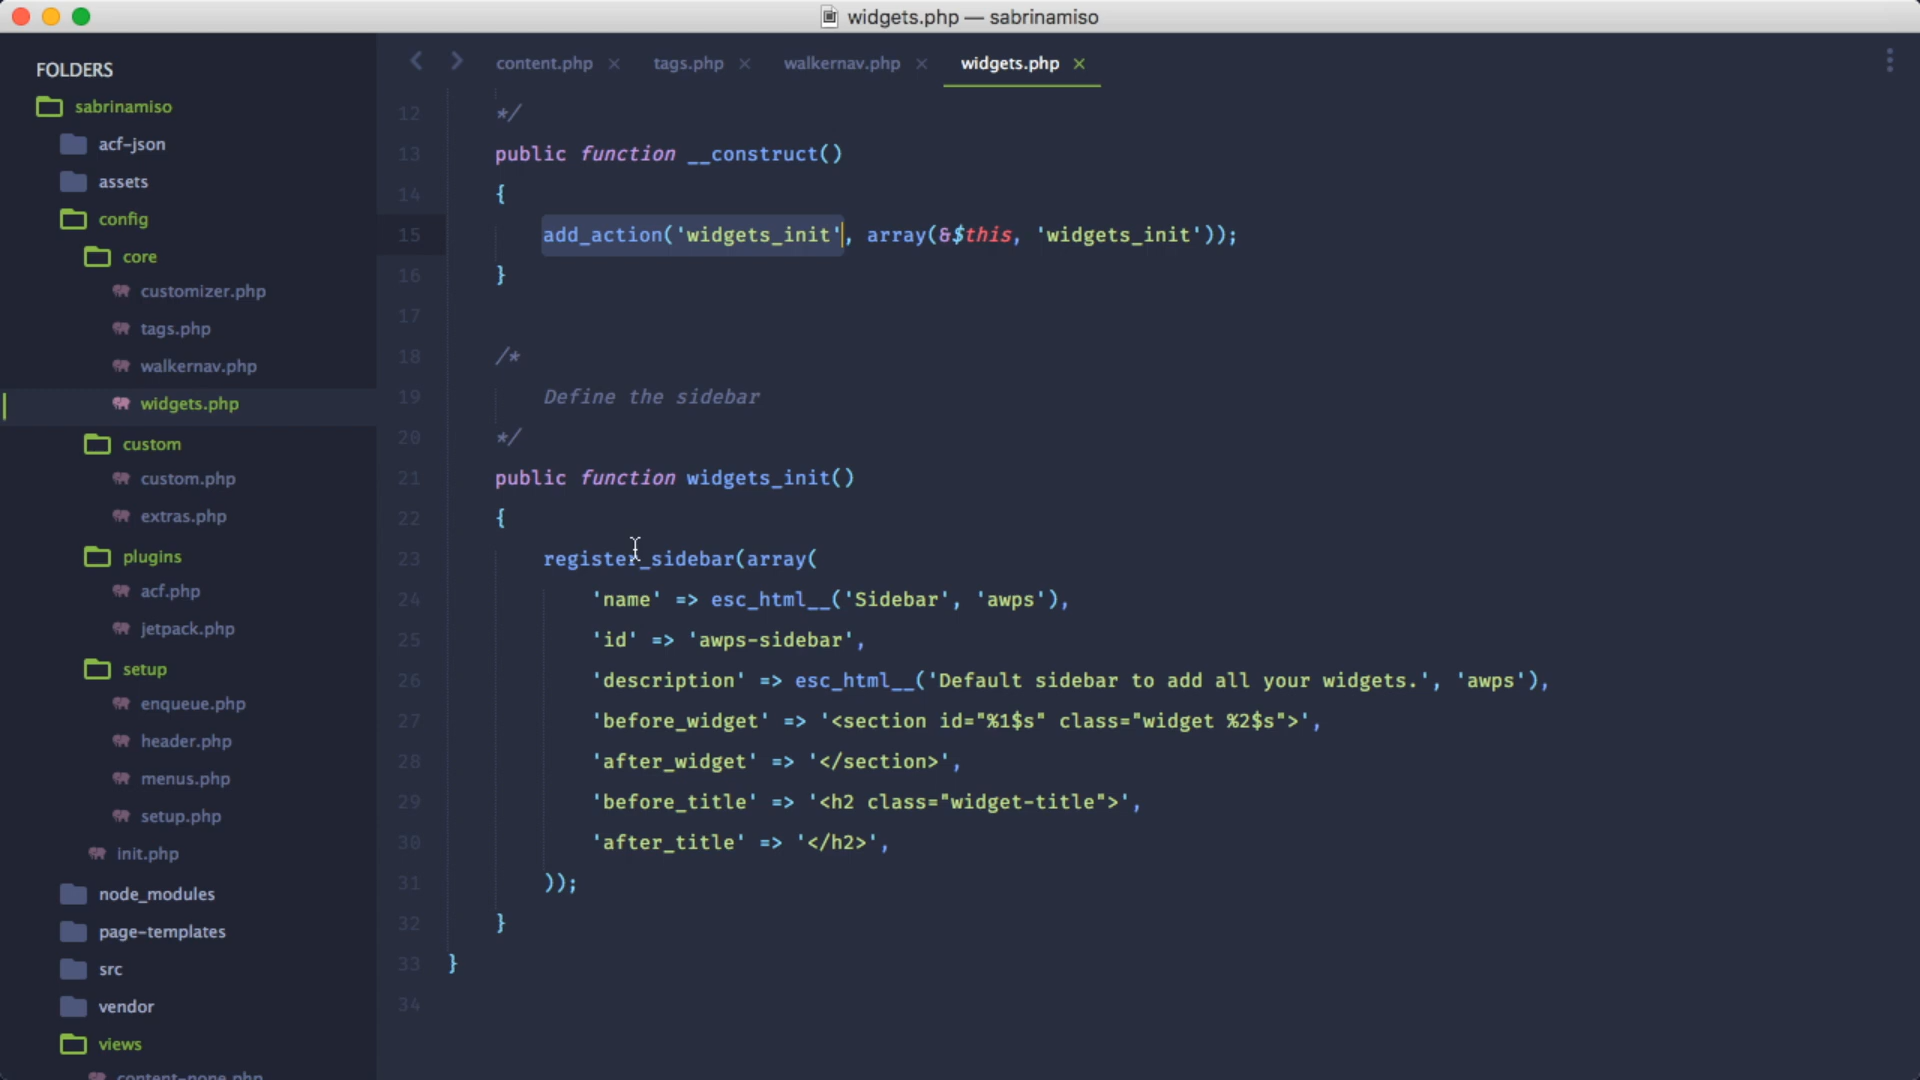 widgets.php — sabrinamiso
FOLDERS
sabrinamiso
acf-json
assets
config
core
customizer.php
tags.php
walkernav.php
widgets.php
custom
custom.php
extras.php
plugins
acf.php
jetpack.php
setup
enqueue.php
header.php
menus.php
setup.php
init.php
node_modules
page-templates
src
vendor
views
content-none.php
content.php × tags.php × walkernav.php × widgets.php ×
12 */
13 public function __construct()
14 {
15 add_action('widgets_init', array(&$this, 'widgets_init'));
16 }
17
18 /*
19 Define the sidebar
20 */
21 public function widgets_init()
22 {
23 register_sidebar(array(
24 'name' => esc_html__('Sidebar', 'awps'),
25 'id' => 'awps-sidebar',
26 'description' => esc_html__('Default sidebar to add all your widgets.', 'awps'),
27 'before_widget' => '<section id="%1$s" class="widget %2$s">',
28 'after_widget' => '</section>',
29 'before_title' => '<h2 class="widget-title">',
30 'after_title' => '</h2>',
31 ));
32 }
33 }
34